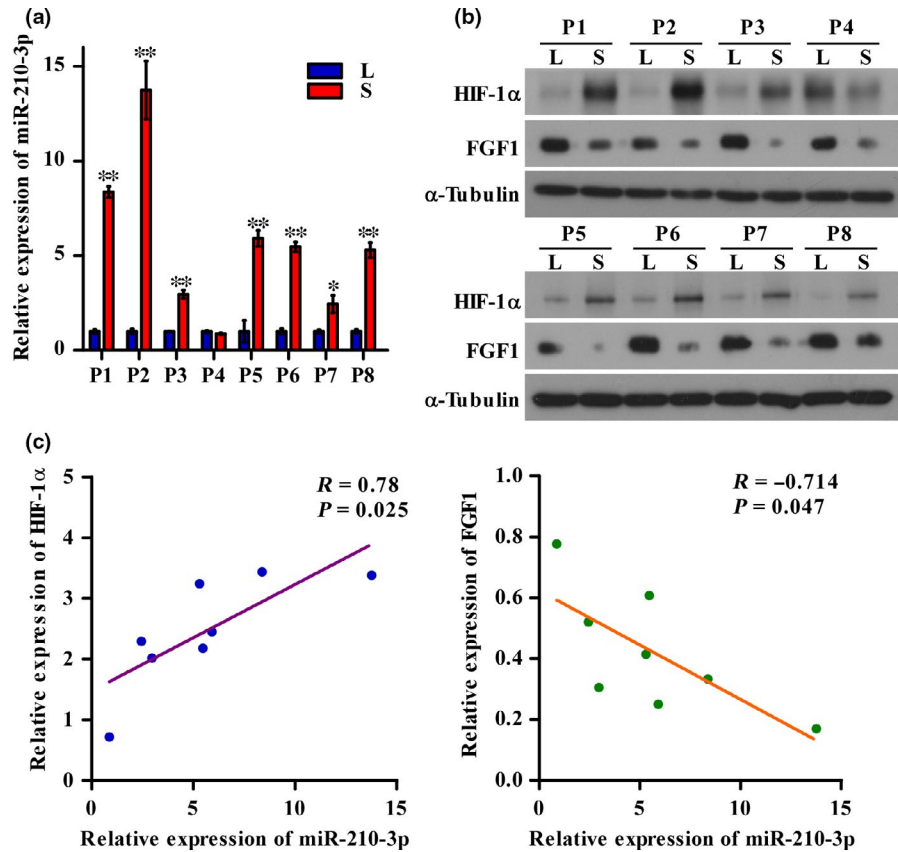 (a)
Relative expression of miR-210-3p
15
10
5
0
** ** ** ** ** * **
L
S
P1 P2 P3 P4 P5 P6 P7 P8
(b)
P1 P2 P3 P4
L S L S L S L S
HIF-1α
FGF1
α-Tubulin
P5 P6 P7 P8
L S L S L S L S
HIF-1α
FGF1
α-Tubulin
(c)
Relative expression of HIF-1α
5
4
3
2
1
0
R = 0.78
P = 0.025
0 5 10 15
Relative expression of miR-210-3p
Relative expression of FGF1
1.0
0.8
0.6
0.4
0.2
0.0
R = −0.714
P = 0.047
0 5 10 15
Relative expression of miR-210-3p